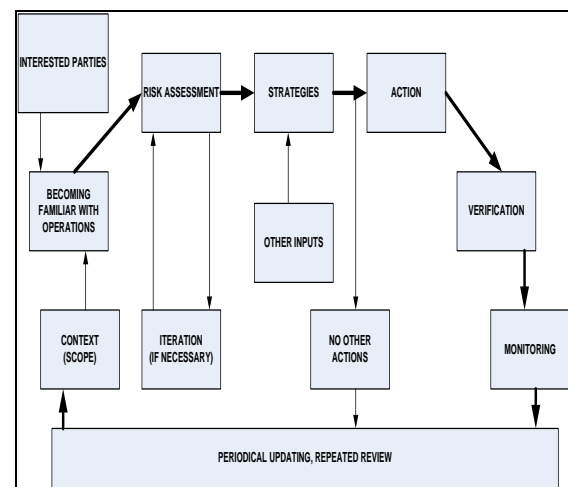 INTERESTED PARTIES
RISK ASSESSMENT
STRATEGIES
ACTION
BECOMING
FAMILIAR WITH
OPERATIONS
OTHER INPUTS
VERIFICATION
CONTEXT
(SCOPE)
ITERATION
(IF NECESSARY)
NO OTHER
ACTIONS
MONITORING
PERIODICAL UPDATING, REPEATED REVIEW